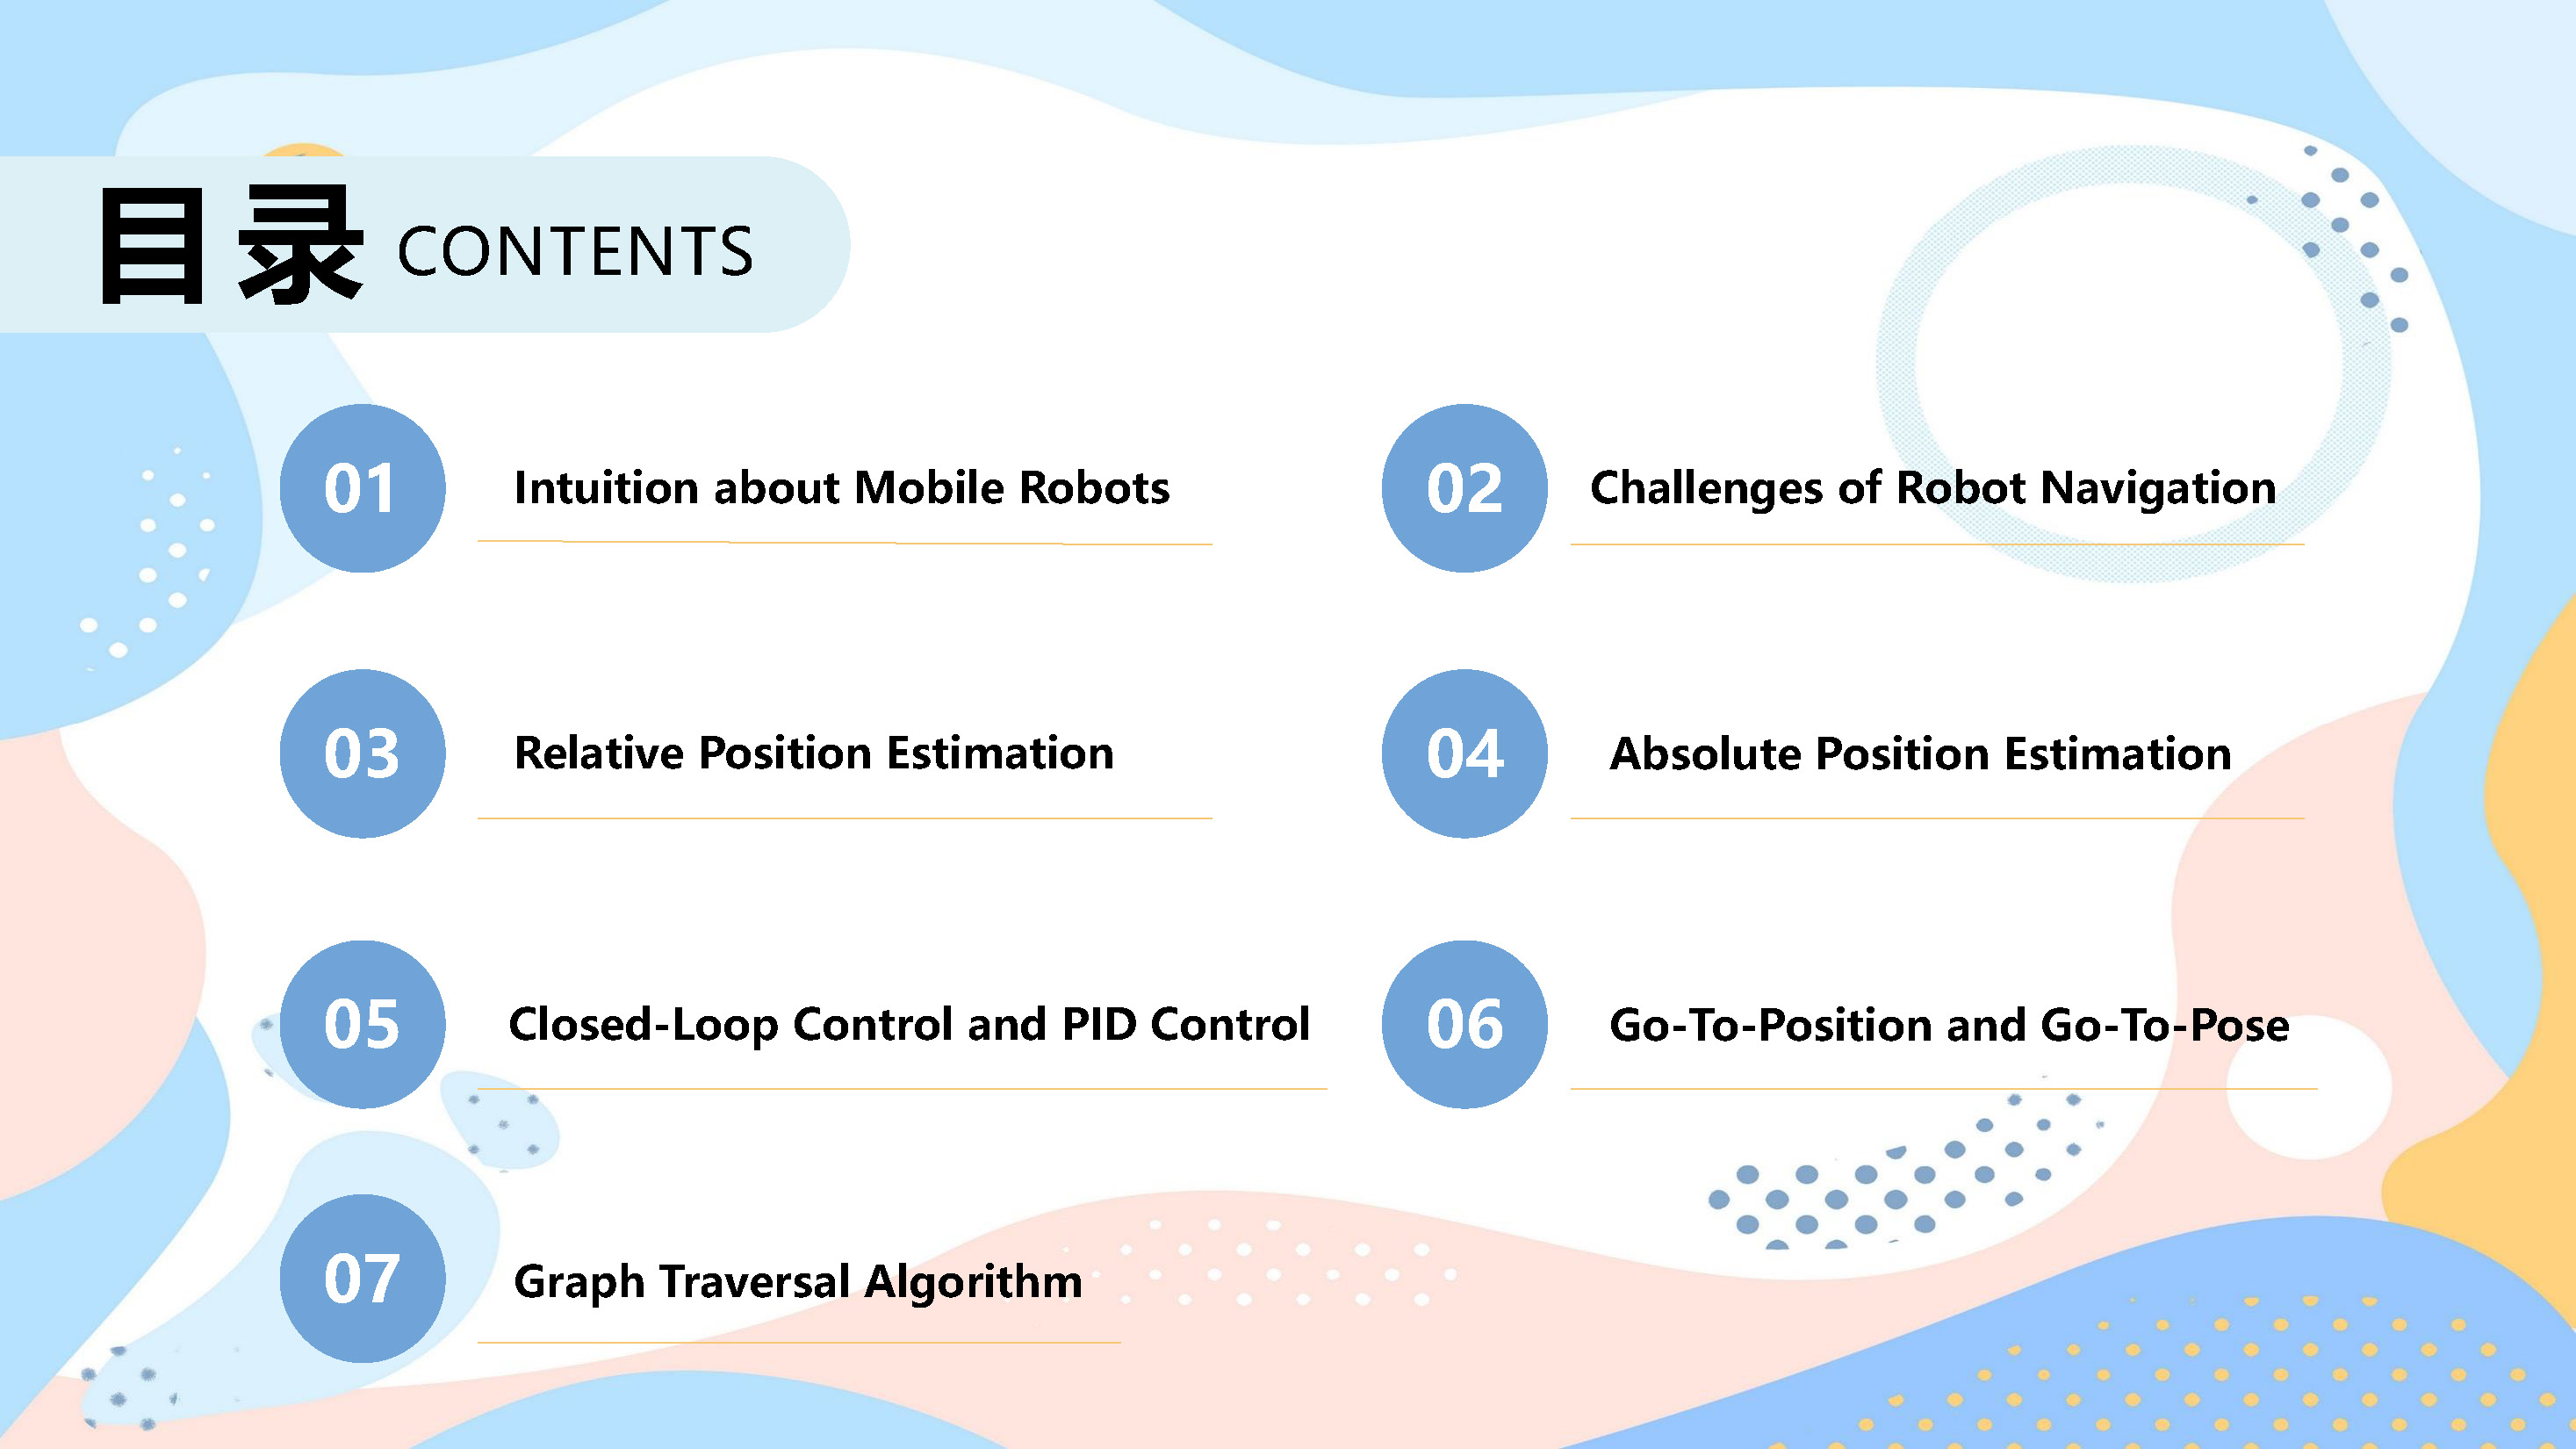 目录 CONTENTS
01 Intuition about Mobile Robots
02 Challenges of Robot Navigation
03 Relative Position Estimation
04 Absolute Position Estimation
05 Closed-Loop Control and PID Control
06 Go-To-Position and Go-To-Pose
07 Graph Traversal Algorithm